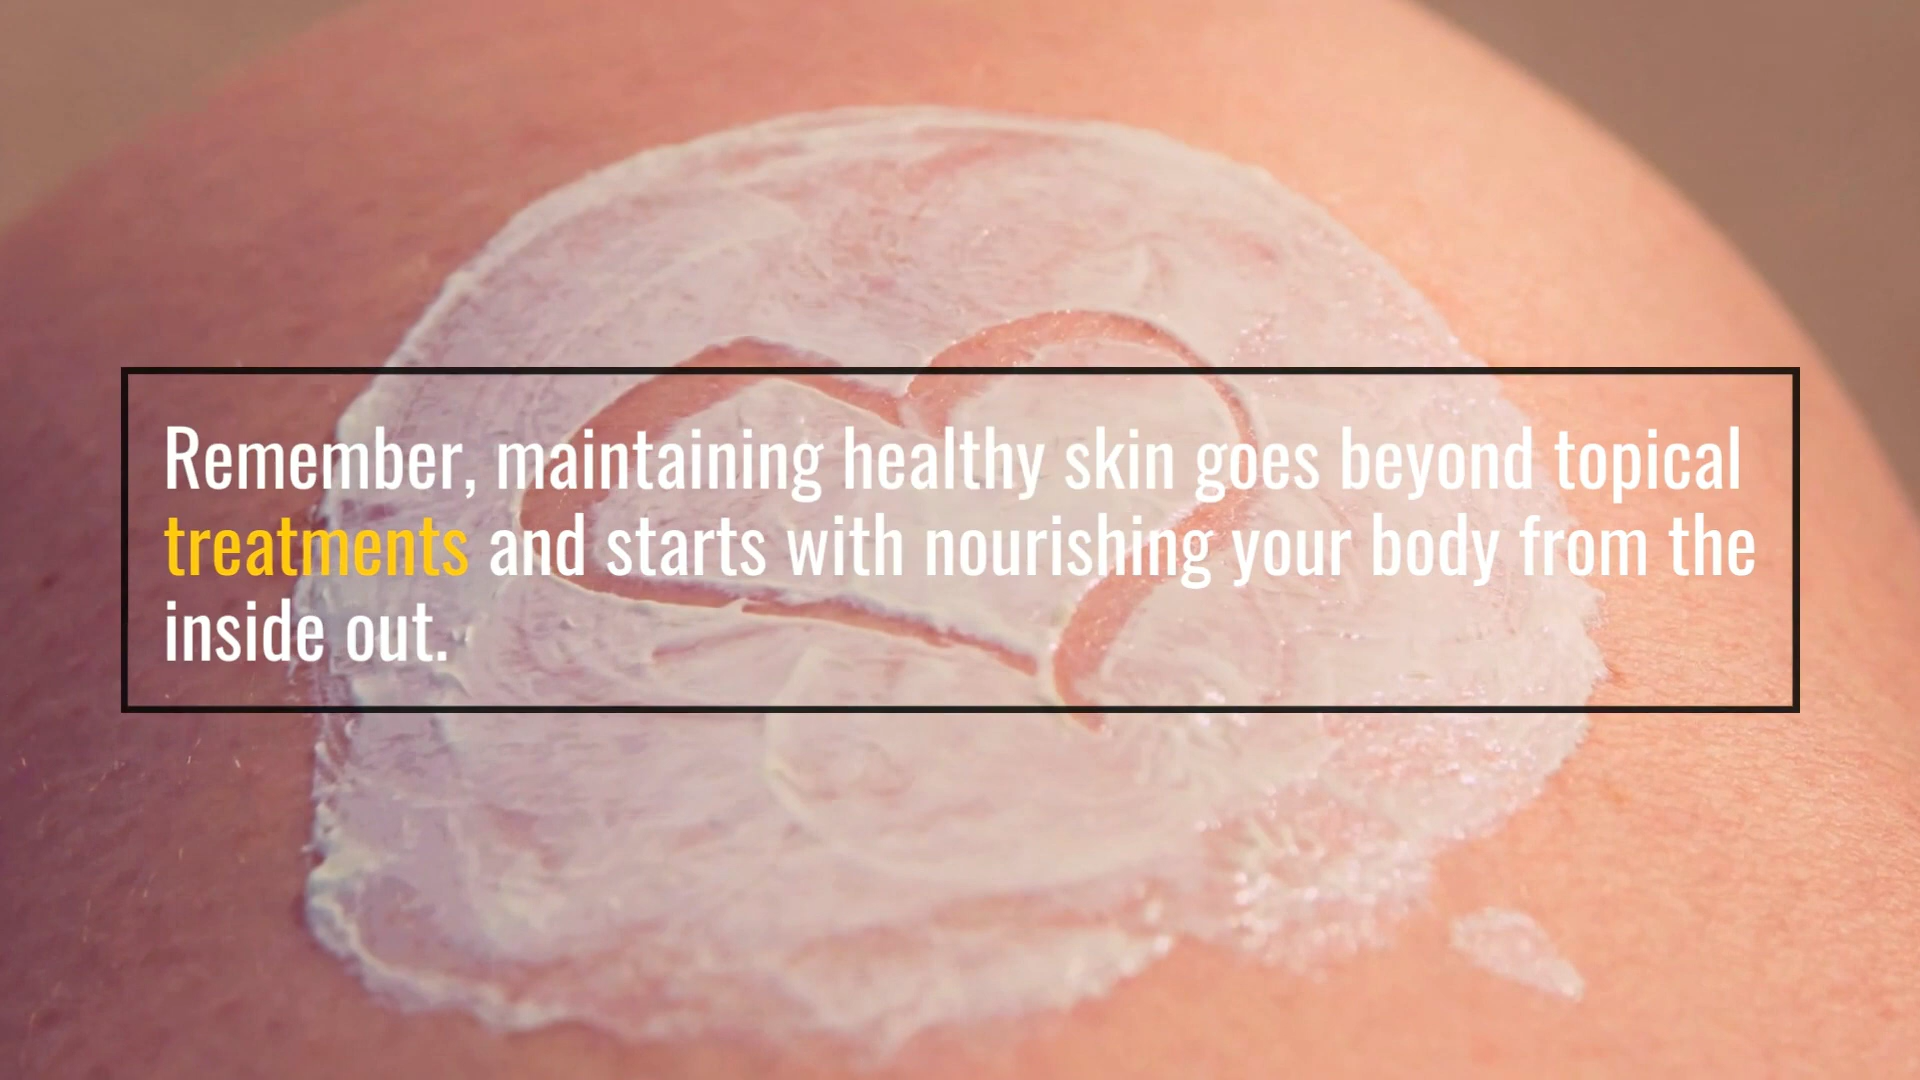 Remember, maintaining healthy skin goes beyond topical
treatments and starts with nourishing your body from the
inside out.